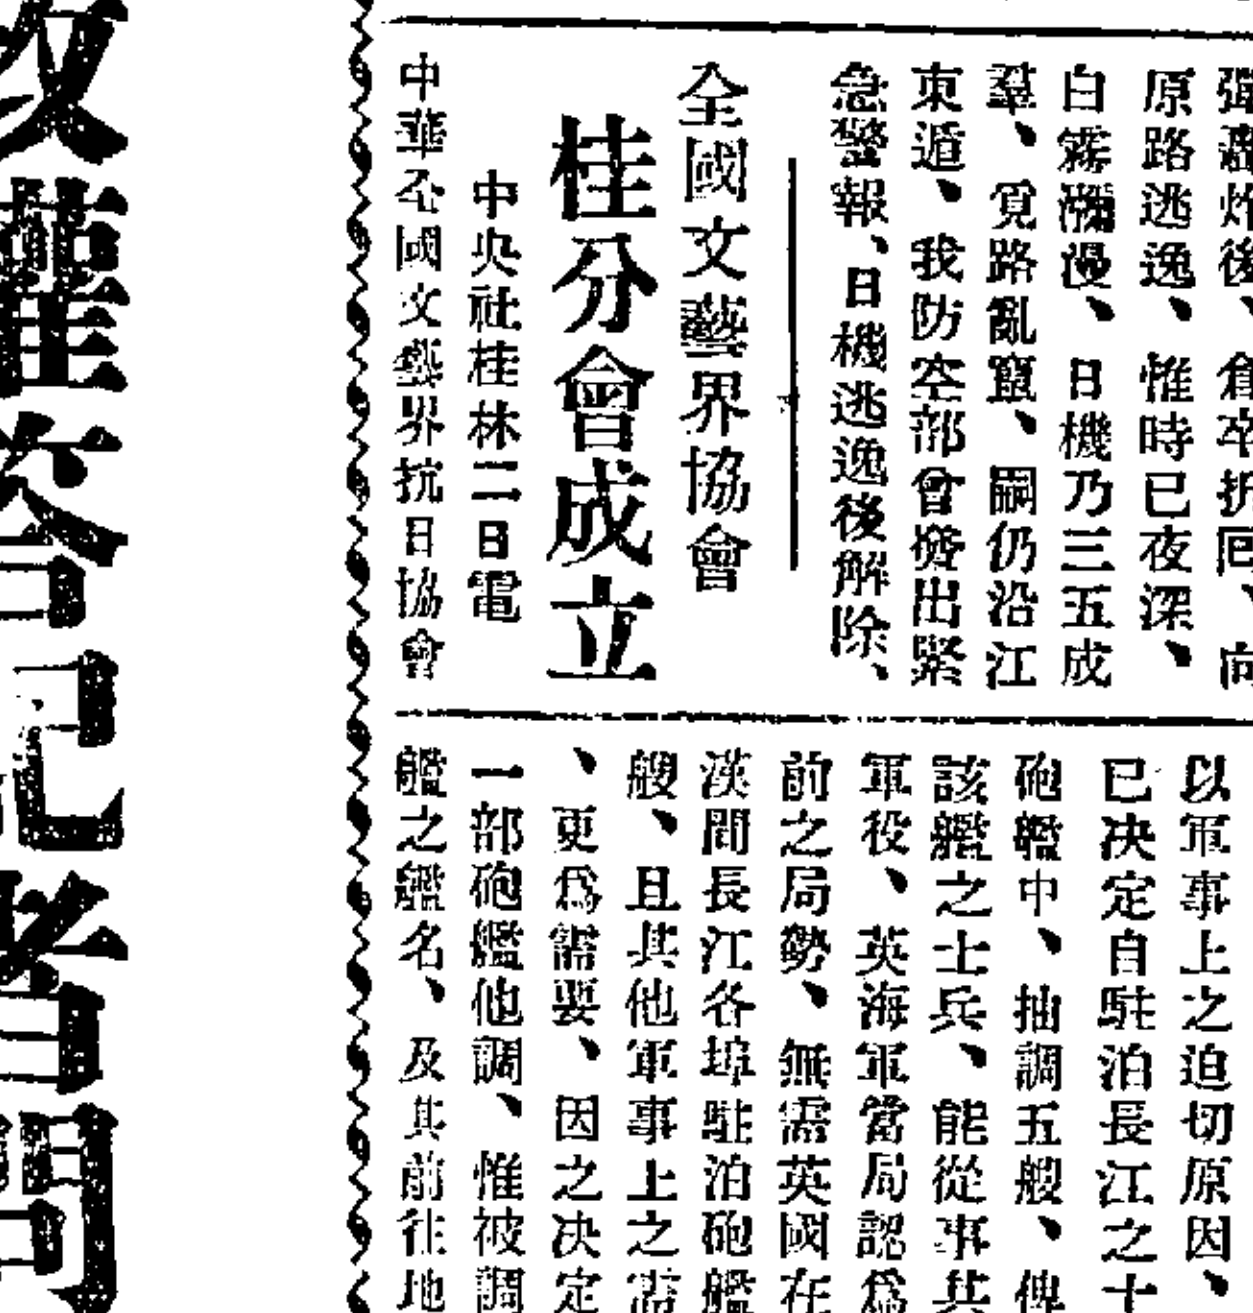 彈轟炸後、倉卒折回、向
原路逃逸、惟時已夜深、
白霧瀰漫、日機乃三五成
羣、覓路亂竄、嗣仍沿江
東遁、我防空部會發出緊
急警報、日機逃逸後解除、
全國文藝界協會
桂分會成立
中央社桂林二日電
中華全國文藝界抗日協會
以軍事上之迫切原因、
已决定自駐泊長江之十
砲艦中、抽調五艘、俾
該艦之士兵、能從事其
軍役、英海軍當局認爲
前之局勢、無需英國在
漢間長江各埠駐泊砲艦
艘、且其他軍事上之需
、更爲需要、因之决定
一部砲艦他調、惟被調
艦之艦名、及其前往地
答記者問